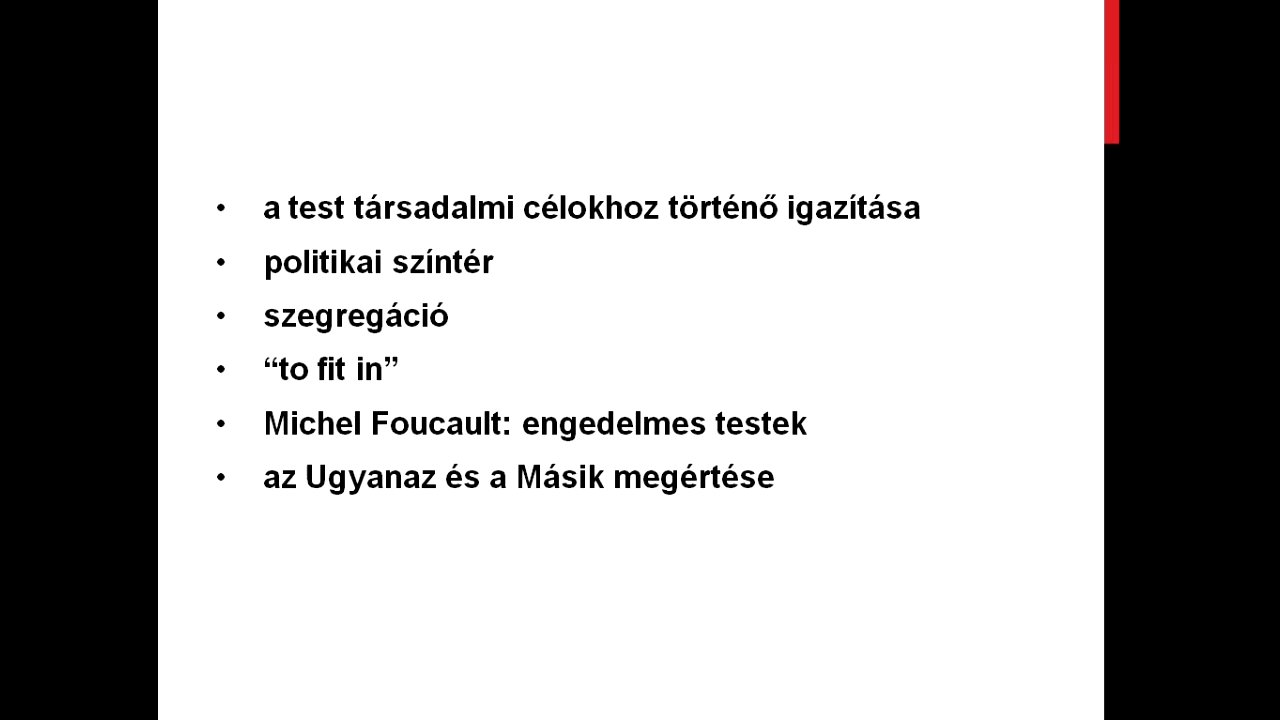 • a test társadalmi célokhoz történő igazítása
• politikai színtér
• szegregáció
• “to fit in”
• Michel Foucault: engedelmes testek
• az Ugyanaz és a Másik megértése